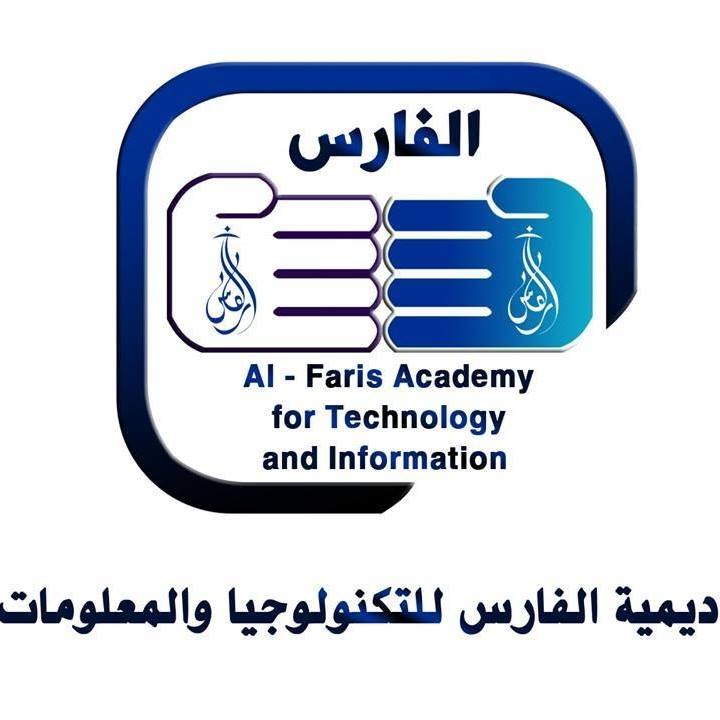 الفارس
Al - Faris Academy
for Technology
and Information
ديمية الفارس للتكنولوجيا والمعلومات